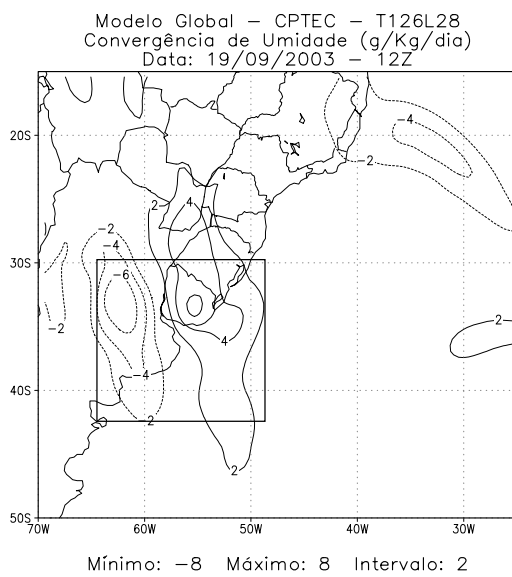 Modelo Global − CPTEC − T126L28
Convergência de Umidade (g/Kg/dia)
Data: 19/09/2003 − 12Z
−4
20S
−2
2
4
−2
−4
30S
−6
−2
2
4
−4
40S
−2
2
50S
70W 60W 50W 40W 30W
Mínimo: −8 Máximo: 8 Intervalo: 2